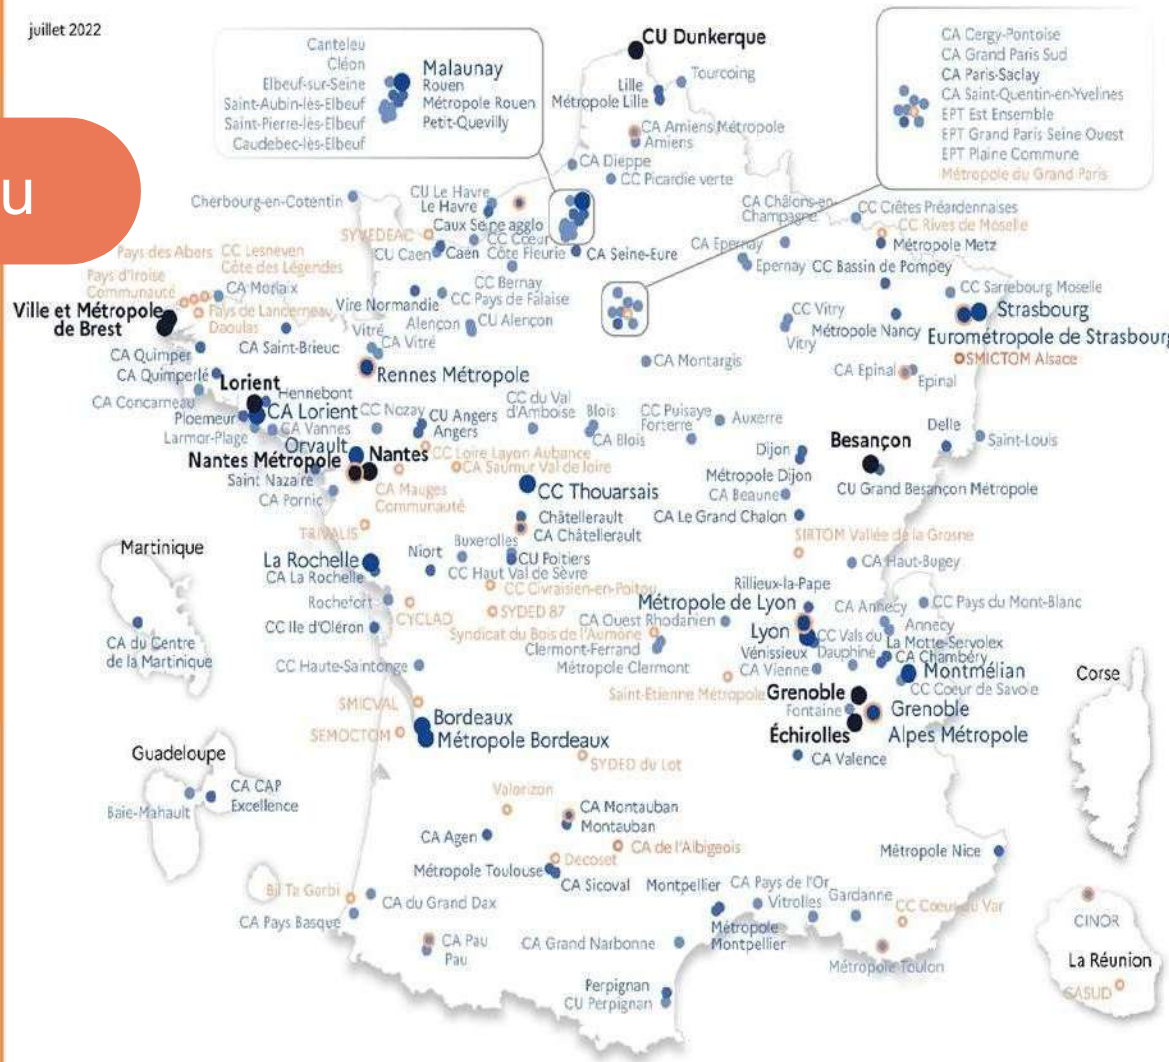 juillet 2022
u
Canteleu
Cléon
Elbeuf-sur-Seine
Saint-Aubin-lès-Elbeuf
Saint-Pierre-lès-Elbeuf
Caudebec-lès-Elbeuf
Malaunay
Rouen
Métropole Rouen
Petit-Quevilly
CU Dunkerque
Lille
Métropole Lille
Tourcoing
CA Amiens Métropole
Amiens
CA Dieppe
CC Picardie verte
CA Cergy-Pontoise
CA Grand Paris Sud
CA Paris-Saclay
CA Saint-Quentin-en-Yvelines
EPT Est Ensemble
EPT Grand Paris Seine Ouest
EPT Plaine Commune
Métropole du Grand Paris
Cherbourg-en-Cotentin
CU Le Havre
Le Havre
Caux Seine agglo
SYVEDEAC
CC Cœur
Côte Fleurie
CU Caen
Caen
CA Seine-Eure
CA Châlons-en-
Champagne
CC Crêtes Préardennaises
CC Rives de Moselle
Métropole Metz
CA Epernay
Epernay
CC Bassin de Pompey
Pays des Abers
CC Lesneven
Côte des Légendes
Pays d'Iroise
Communauté
CA Morlaix
Pays de Landerneau
Daoulas
Ville et Métropole
de Brest
Vire Normandie
CC Bernay
CC Pays de Falaise
Alençon
CU Alençon
CC Vitry
Vitry
CC Sarrebourg Moselle
Métropole Nancy
Strasbourg
Eurométropole de Strasbourg
SMICTOM Alsace
CA Saint-Brieuc
Vitré
CA Vitré
Rennes Métropole
CA Montargis
CA Epinal
Epinal
CA Quimper
CA Quimperlé
CA Concarneau
Lorient
Hennebont
CA Lorient
Ploemeur
Larmor-Plage
CA Vannes
CC Nozay
CU Angers
Angers
CC du Val
d'Amboise
Blois
CA Blois
CC Puisaye
Forterre
Auxerre
Delle
Saint-Louis
Besançon
CU Grand Besançon Métropole
Dijon
Métropole Dijon
Orvault
Nantes Métropole
Nantes
Saint Nazaire
CA Pornic
CC Loire Layon Aubance
CA Saumur Val de loire
CA Mauges
Communauté
CC Thouarsais
CA Beaune
CA Le Grand Chalon
SIRTOM Vallée de la Grosne
CA Haut-Bugey
TRIVALIS
Châtellerault
CA Châtellerault
Buxerolles
CU Poitiers
Niort
CC Haut Val de Sèvre
CC Civraisien-en-Poitou
Martinique
CA du Centre
de la Martinique
La Rochelle
CA La Rochelle
Rochefort
CYCLAD
CC Ile d'Oléron
SYDED 87
Syndicat du Bois de l'Aumône
Clermont-Ferrand
Métropole Clermont
CA Ouest Rhodanien
Rillieux-la-Pape
Métropole de Lyon
Lyon
Vénissieux
CA Vienne
CC Vals du
Dauphiné
CA Annecy
Annecy
CC Pays du Mont-Blanc
La Motte-Servolex
CA Chambéry
Montmélian
CC Coeur de Savoie
CC Haute-Saintonge
Saint-Etienne Métropole
Grenoble
Fontaine
Échirolles
Grenoble
Alpes Métropole
CA Valence
Corse
SMICVAL
SEMOCTOM
Bordeaux
Métropole Bordeaux
SYDED du Lot
Guadeloupe
Baie-Mahault
CA CAP
Excellence
Valorizon
CA Montauban
Montauban
CA Agen
CA de l'Albigeois
Decoset
Métropole Toulouse
CA Sicoval
Montpellier
Métropole
Montpellier
CA Pays de l'Or
Vitrolles
Gardanne
Métropole Nice
CC Coeur du Var
Métropole Toulon
Bil Ta Garbi
CA Pays Basque
CA du Grand Dax
CA Pau
Pau
CA Grand Narbonne
Perpignan
CU Perpignan
CINOR
La Réunion
CASUD